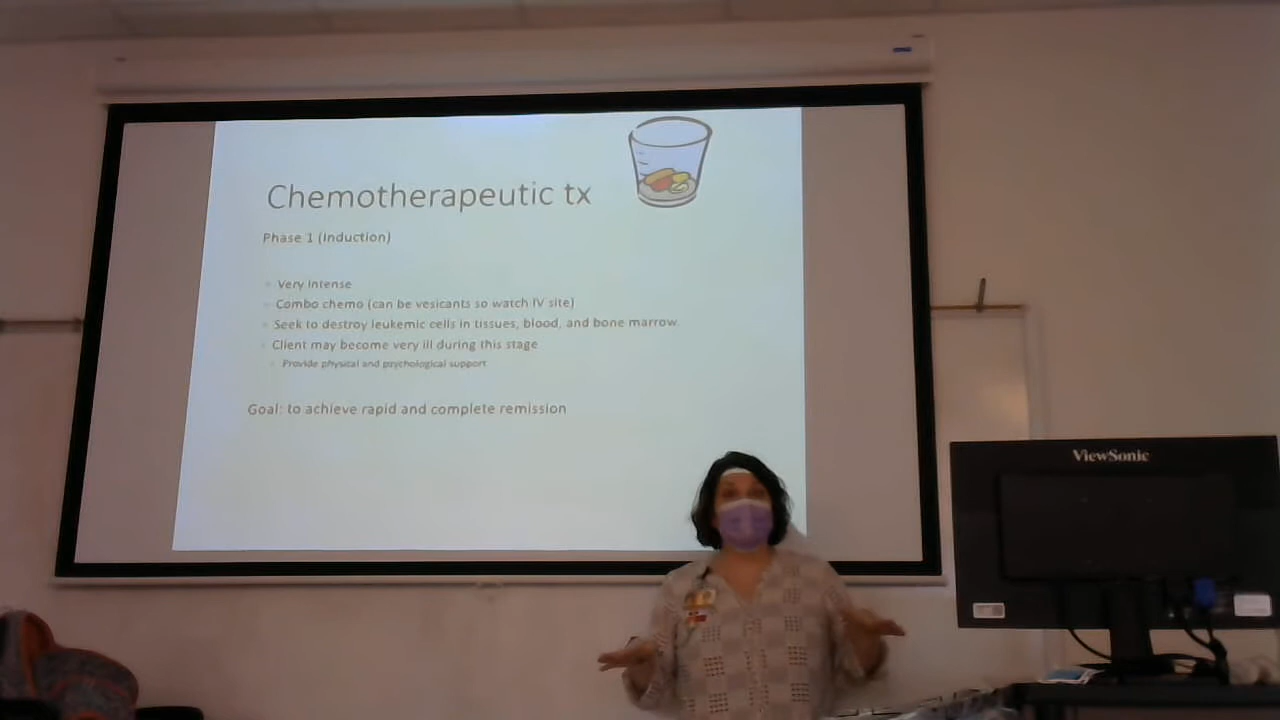 Chemotherapeutic tx
Phase 1 (Induction)
Very intense
Combo chemo (can be vesicants so watch IV site)
Seek to destroy leukemic cells in tissues, blood, and bone marrow.
Client may become very ill during this stage
Provide physical and psychological support
Goal: to achieve rapid and complete remission
ViewSonic